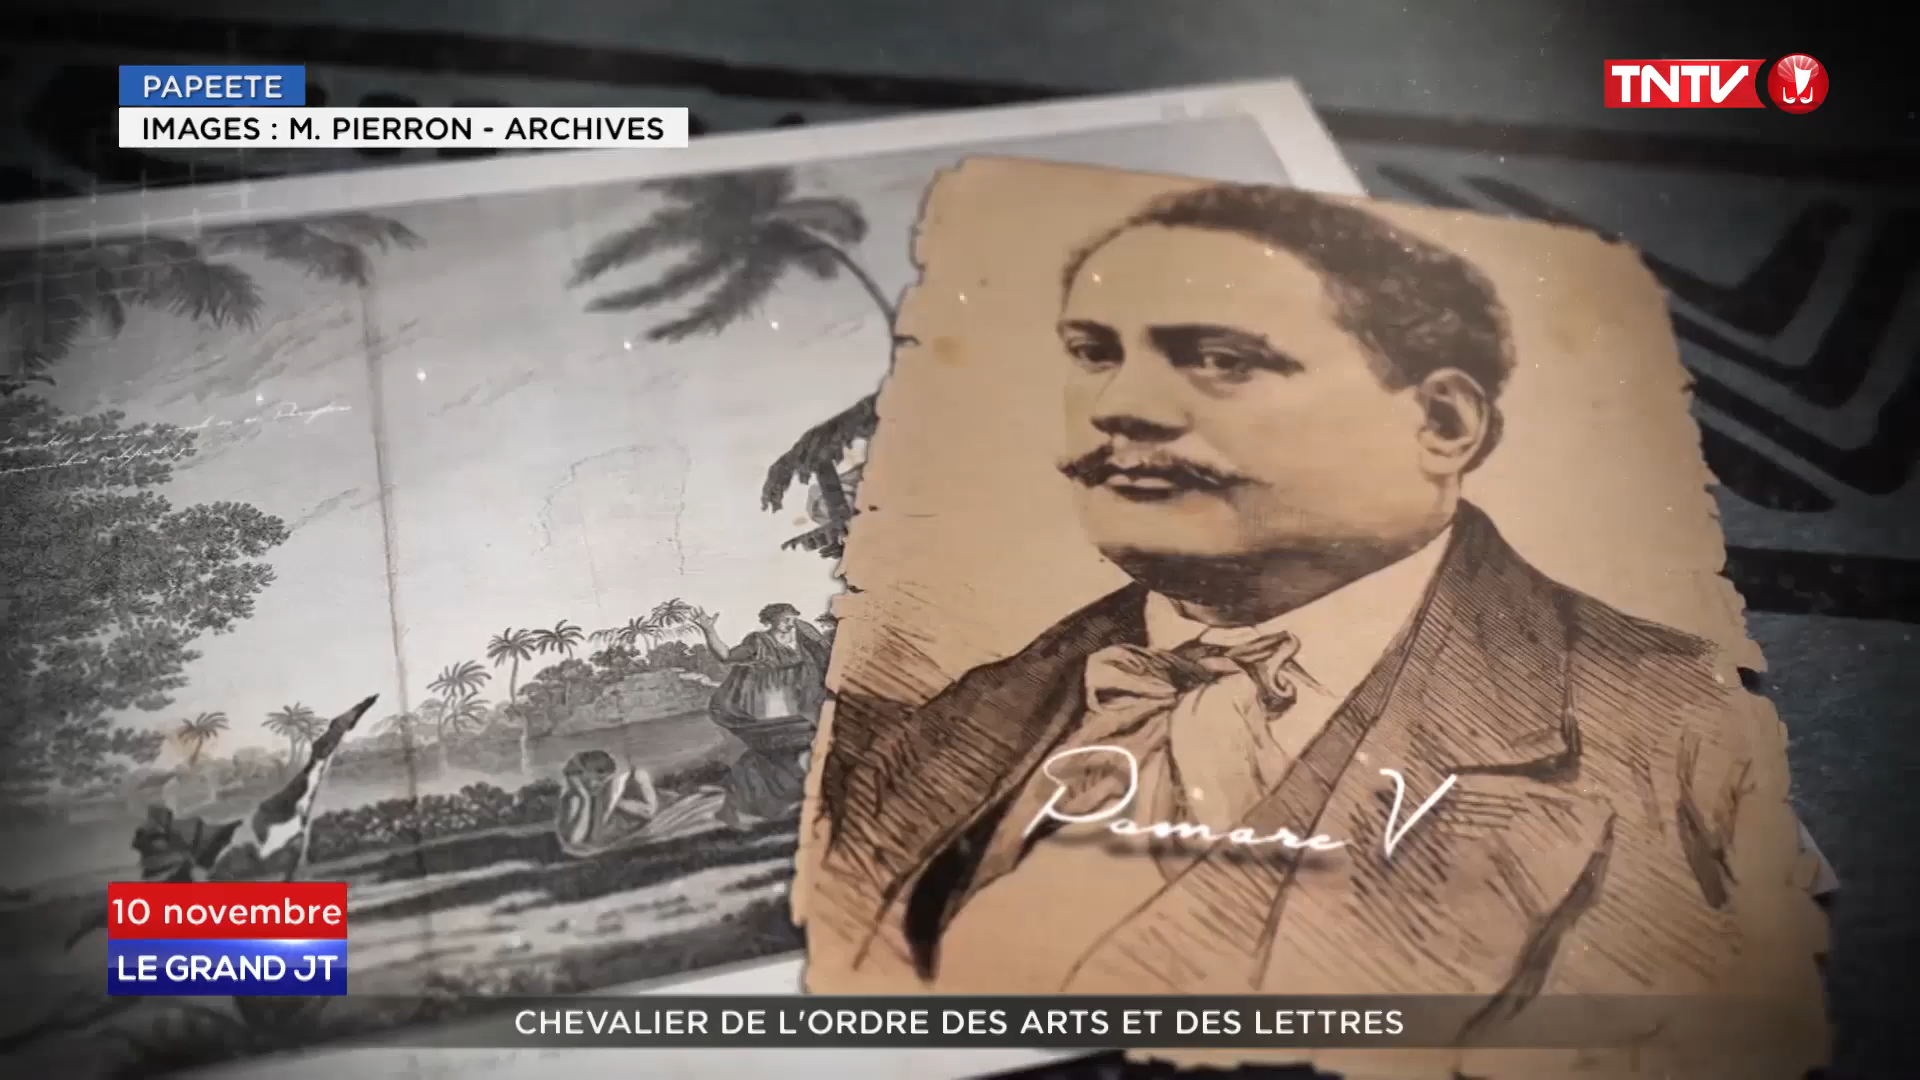 PAPEETE
IMAGES : M. PIERRON - ARCHIVES
TNTV
Pomare V
10 novembre
LE GRAND JT
CHEVALIER DE L'ORDRE DES ARTS ET DES LETTRES